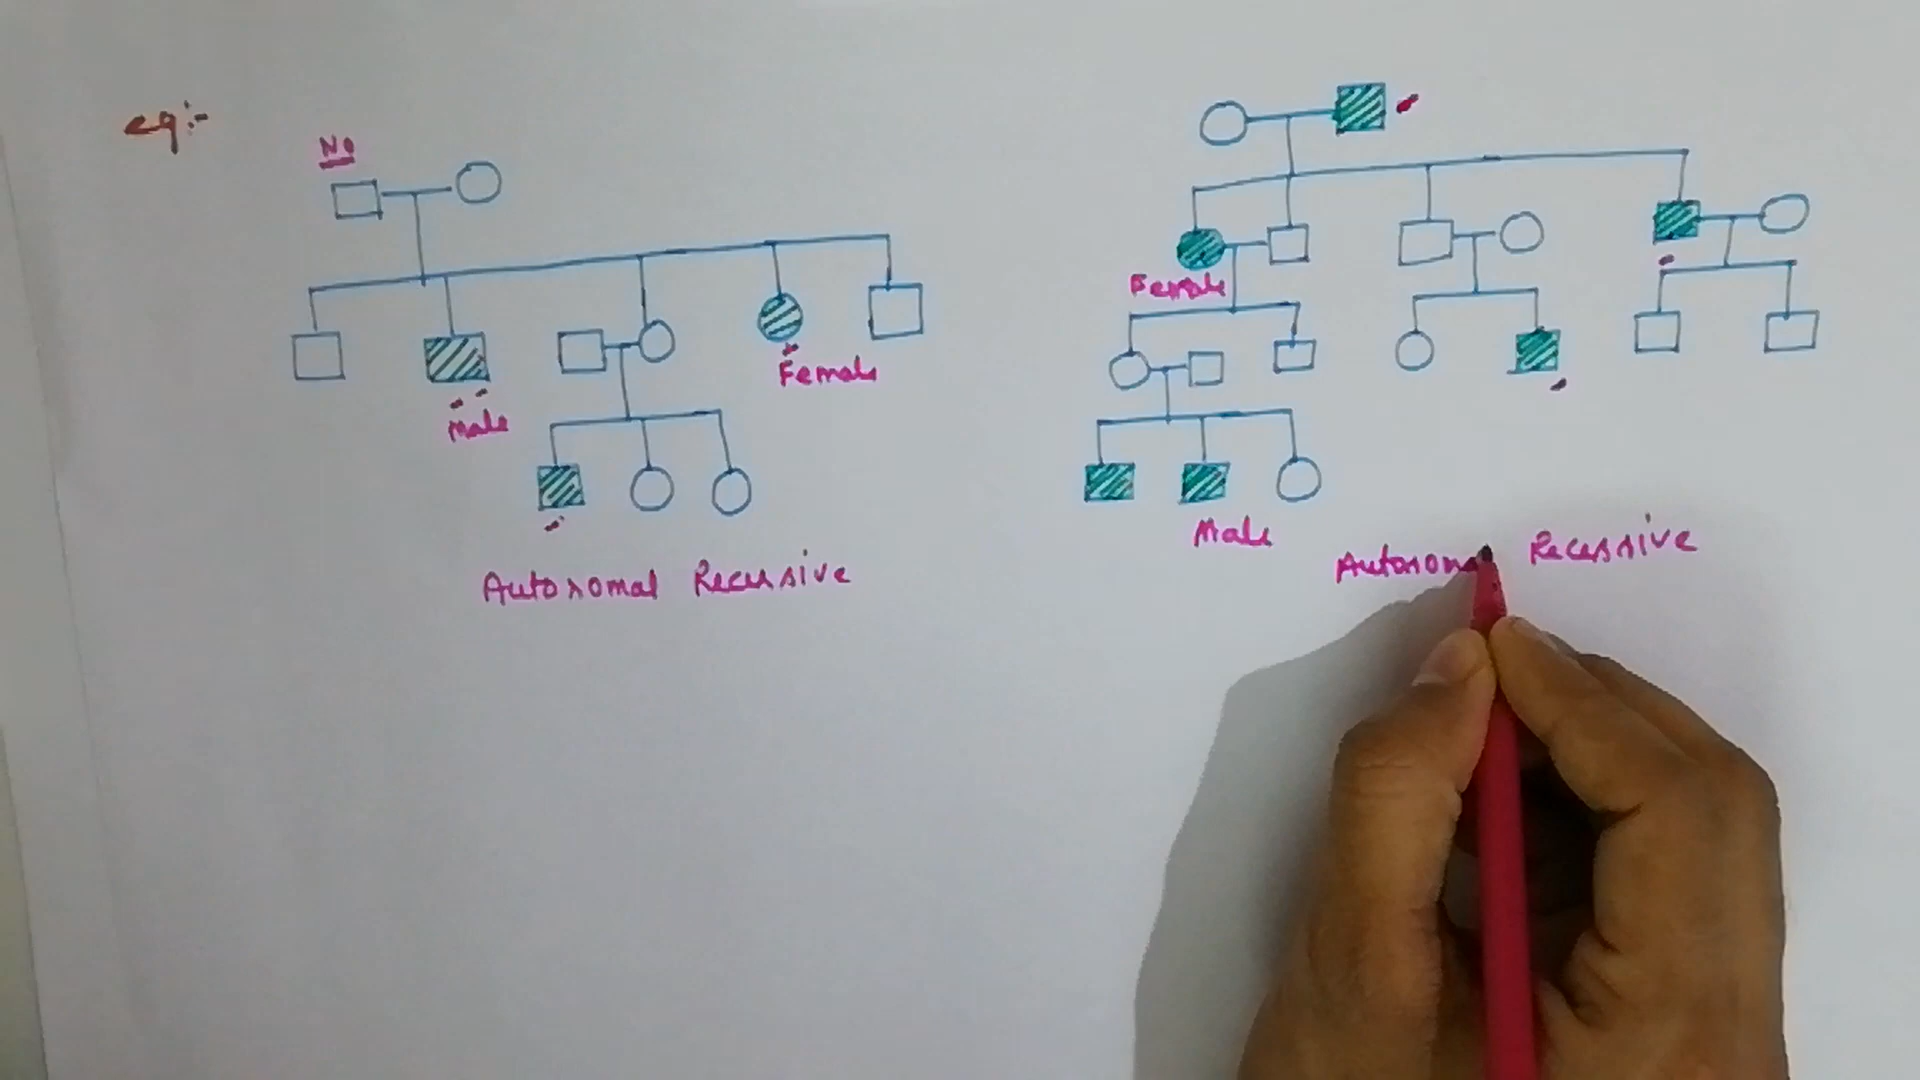 eg:-
No
Female
Male
Female
Male
Autosomal Recessive
Autosomal Recessive